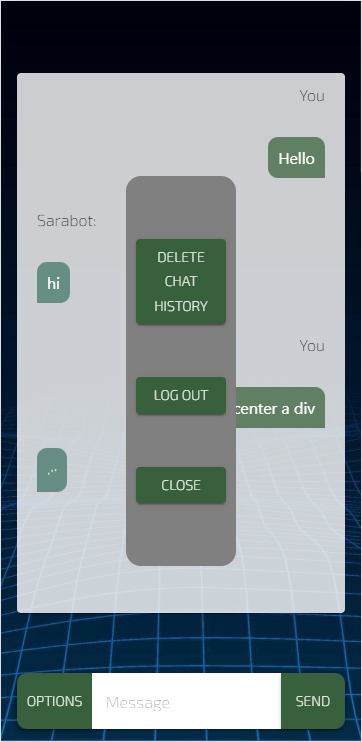 You
Hello
Sarabot:
hi
You
center a div
...
DELETE
CHAT
HISTORY
LOG OUT
CLOSE
OPTIONS
Message
SEND